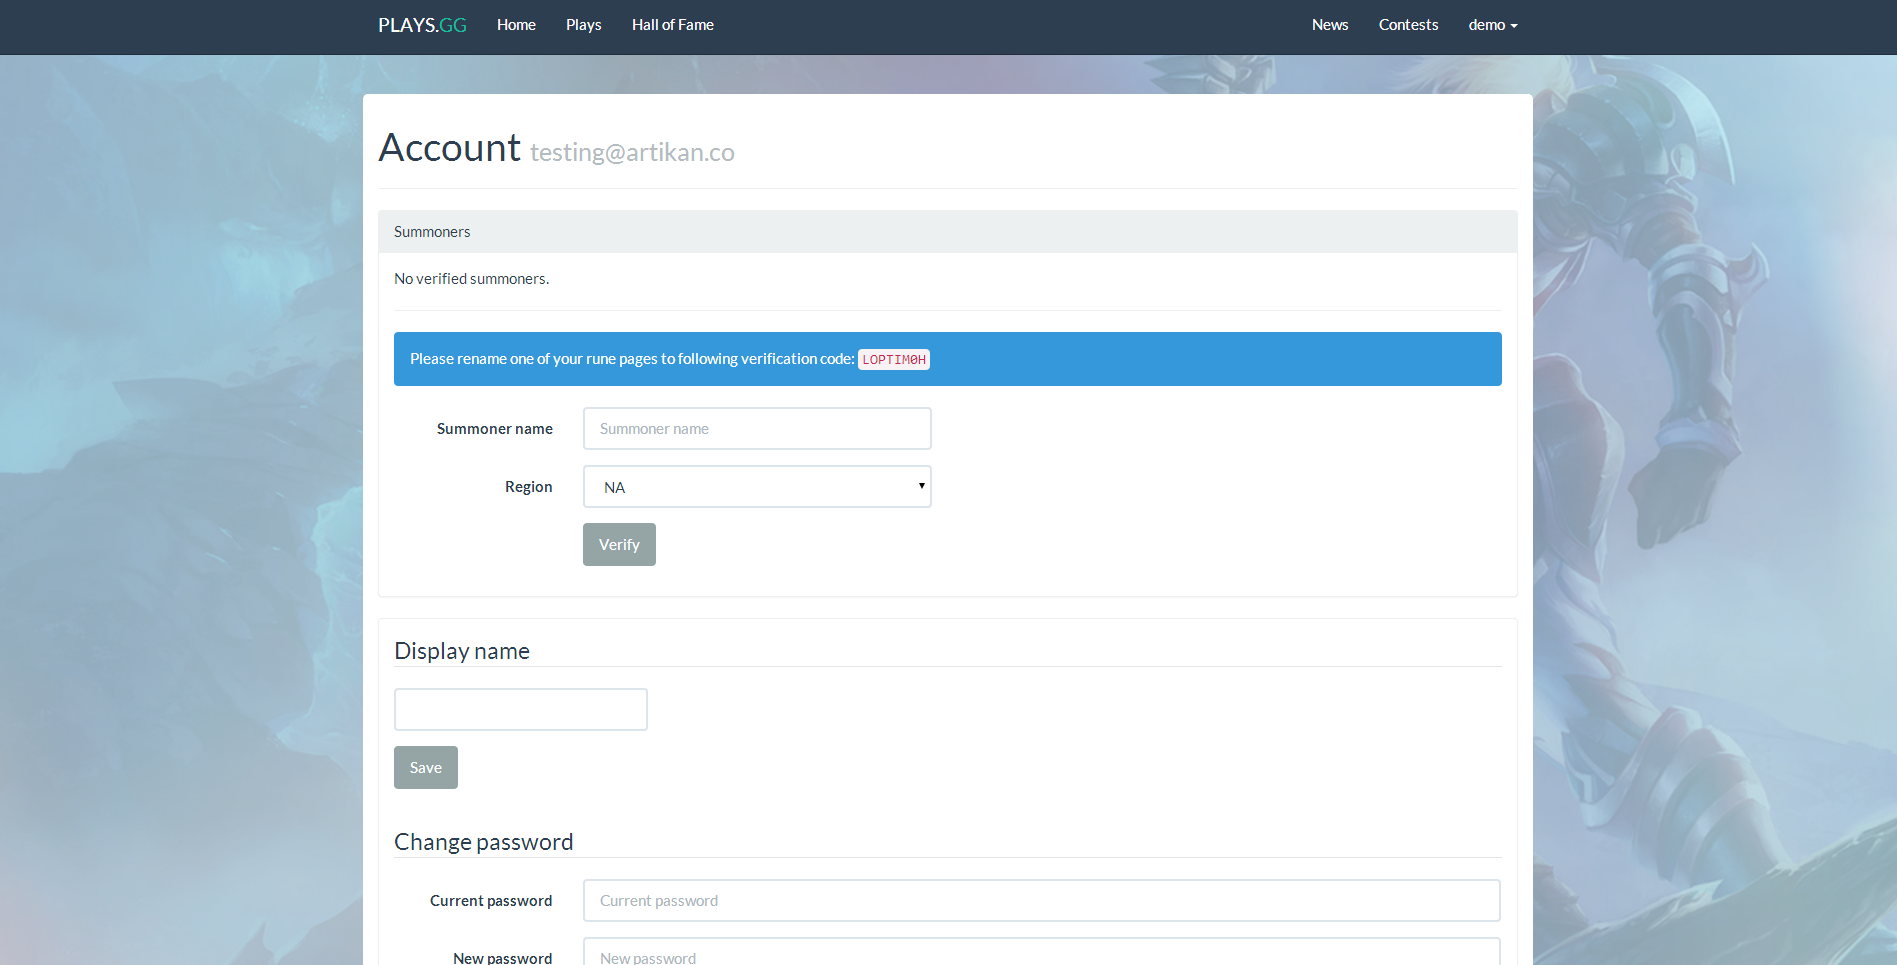 PLAYS.GG Home Plays Hall of Fame News Contests demo
Account testing@artikan.co
Summoners
No verified summoners.
Please rename one of your rune pages to following verification code: LOPTIM0H
Summoner name Summoner name
Region NA
Verify
Display name
Save
Change password
Current password Current password
New password New password